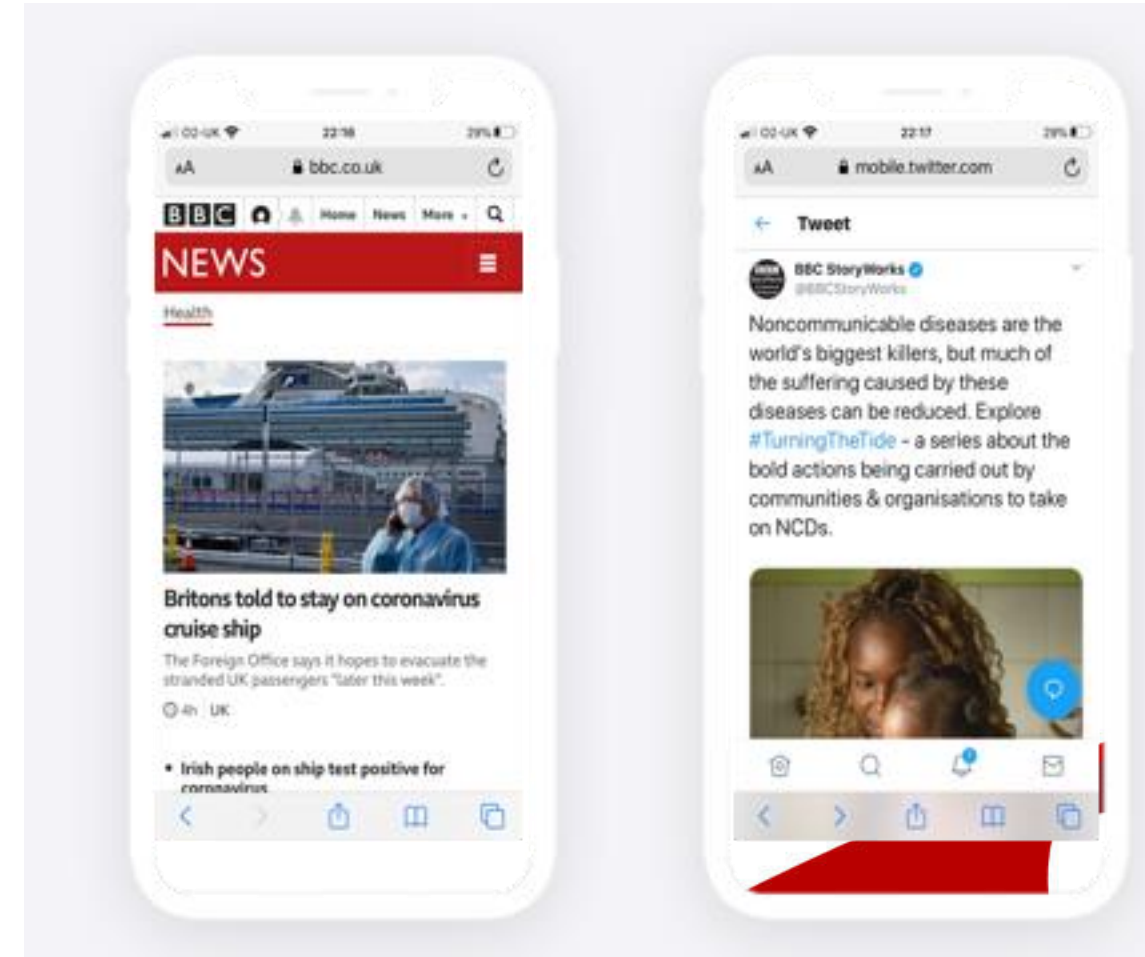 O2-UK 22:16 29%
AA bbc.co.uk
BBC Home News More
NEWS
Health
Britons told to stay on coronavirus
cruise ship
The Foreign Office says it hopes to evacuate the
stranded UK passengers "later this week".
4h UK
• Irish people on ship test positive for
coronavirus
O2-UK 22:17 29%
AA mobile.twitter.com
Tweet
BBC StoryWorks
@BBCStoryWorks
Noncommunicable diseases are the
world's biggest killers, but much of
the suffering caused by these
diseases can be reduced. Explore
#TurningTheTide - a series about the
bold actions being carried out by
communities & organisations to take
on NCDs.